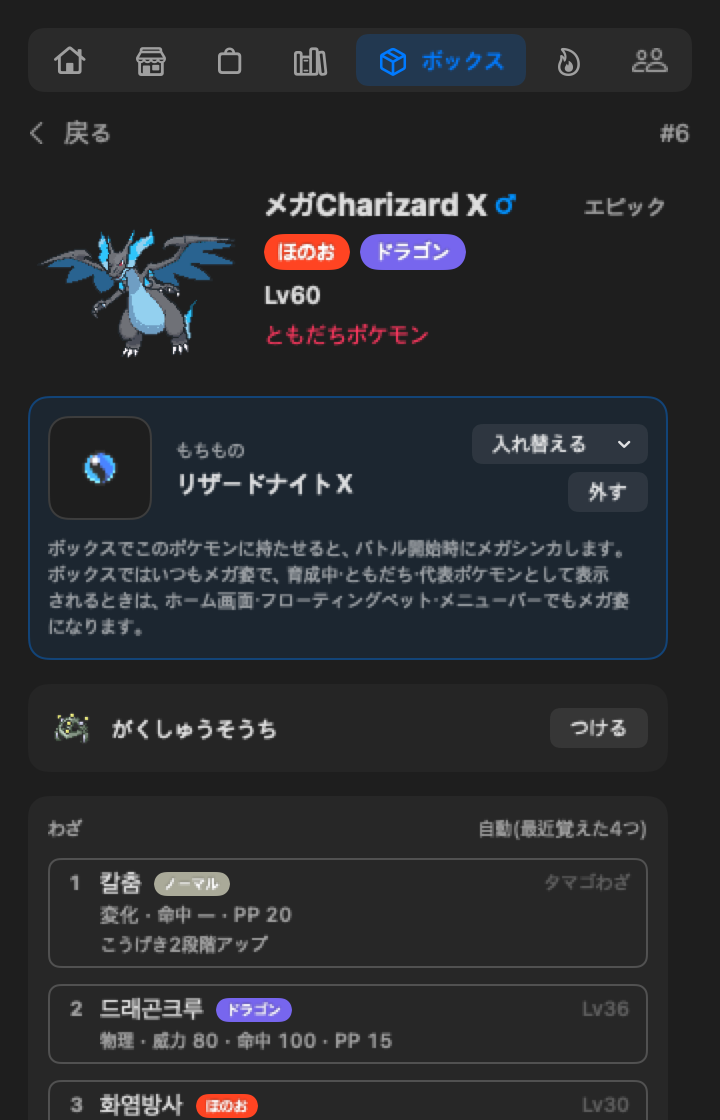 ボックス
戻る
#6
メガCharizard X ♂
エピック
ほのお ドラゴン
Lv60
ともだちポケモン
もちもの
リザードナイトX
入れ替える
外す
ボックスでこのポケモンに持たせると、バトル開始時にメガシンカします。
ボックスではいつもメガ姿で、育成中·ともだち·代表ポケモンとして表示
されるときは、ホーム画面·フローティングペット·メニューバーでもメガ姿
になります。
がくしゅうそうち
つける
わざ
自動(最近覚えた4つ)
1 칼춤 ノーマル タマゴわざ
変化 · 命中 — · PP 20
こうげき2段階アップ
2 드래곤크루 ドラゴン Lv36
物理 · 威力 80 · 命中 100 · PP 15
3 화염방사 ほのお Lv30